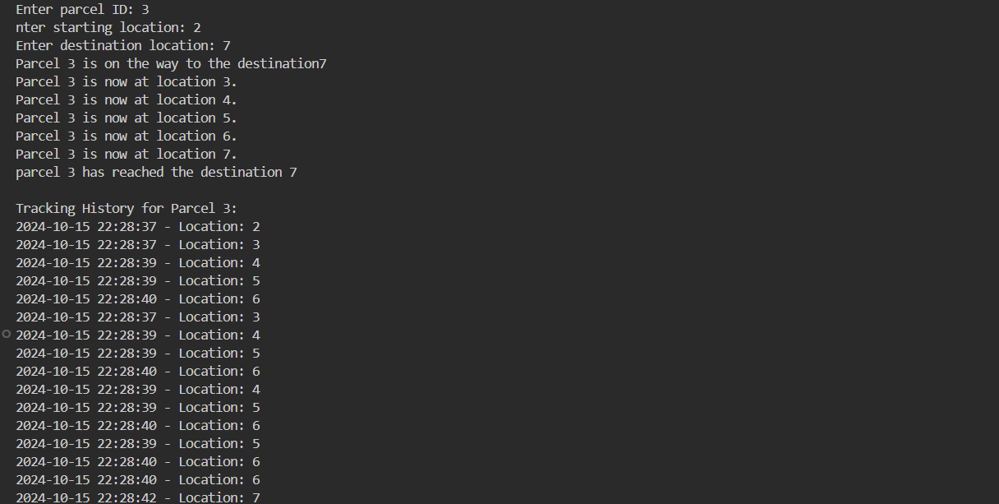 Enter parcel ID: 3
nter starting location: 2
Enter destination location: 7
Parcel 3 is on the way to the destination7
Parcel 3 is now at location 3.
Parcel 3 is now at location 4.
Parcel 3 is now at location 5.
Parcel 3 is now at location 6.
Parcel 3 is now at location 7.
parcel 3 has reached the destination 7

Tracking History for Parcel 3:
2024-10-15 22:28:37 - Location: 2
2024-10-15 22:28:37 - Location: 3
2024-10-15 22:28:39 - Location: 4
2024-10-15 22:28:39 - Location: 5
2024-10-15 22:28:40 - Location: 6
2024-10-15 22:28:37 - Location: 3
2024-10-15 22:28:39 - Location: 4
2024-10-15 22:28:39 - Location: 5
2024-10-15 22:28:40 - Location: 6
2024-10-15 22:28:39 - Location: 4
2024-10-15 22:28:39 - Location: 5
2024-10-15 22:28:40 - Location: 6
2024-10-15 22:28:39 - Location: 5
2024-10-15 22:28:40 - Location: 6
2024-10-15 22:28:40 - Location: 6
2024-10-15 22:28:42 - Location: 7